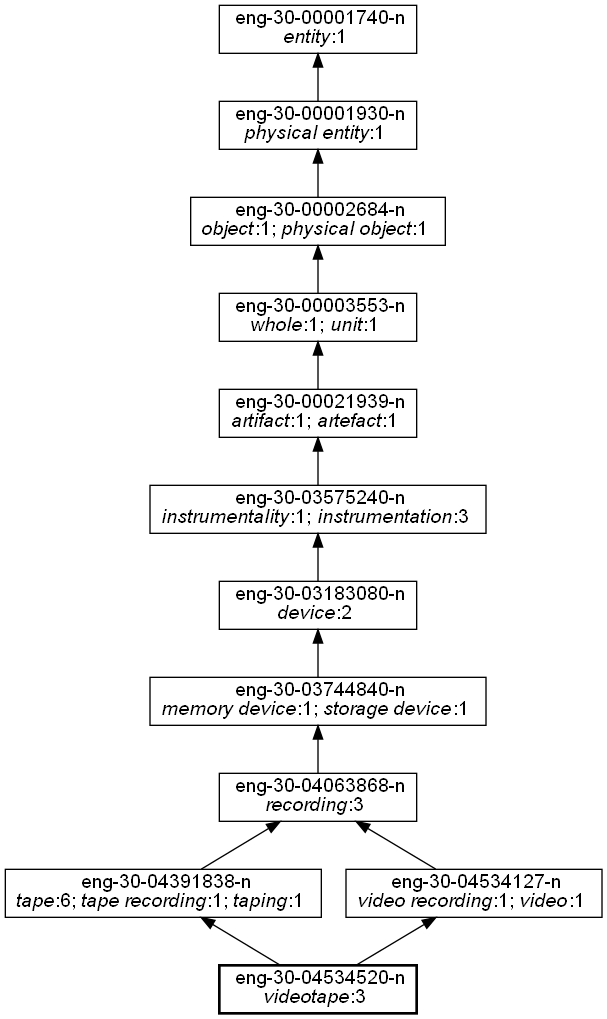 eng-30-00001740-n
entity:1
eng-30-00001930-n
physical entity:1
eng-30-00002684-n
object:1; physical object:1
eng-30-00003553-n
whole:1; unit:1
eng-30-00021939-n
artifact:1; artefact:1
eng-30-03575240-n
instrumentality:1; instrumentation:3
eng-30-03183080-n
device:2
eng-30-03744840-n
memory device:1; storage device:1
eng-30-04063868-n
recording:3
eng-30-04391838-n
tape:6; tape recording:1; taping:1
eng-30-04534127-n
video recording:1; video:1
eng-30-04534520-n
videotape:3